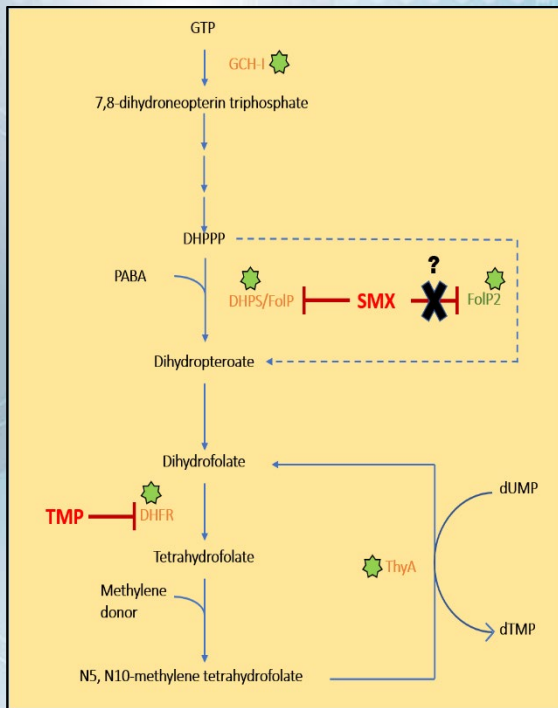 GTP
GCH-I
7,8-dihydroneopterin triphosphate
DHPPP
?
PABA
DHPS/FolP
SMX
FolP2
Dihydropteroate
Dihydrofolate
dUMP
TMP
DHFR
Tetrahydrofolate
ThyA
Methylene
donor
dTMP
N5, N10-methylene tetrahydrofolate